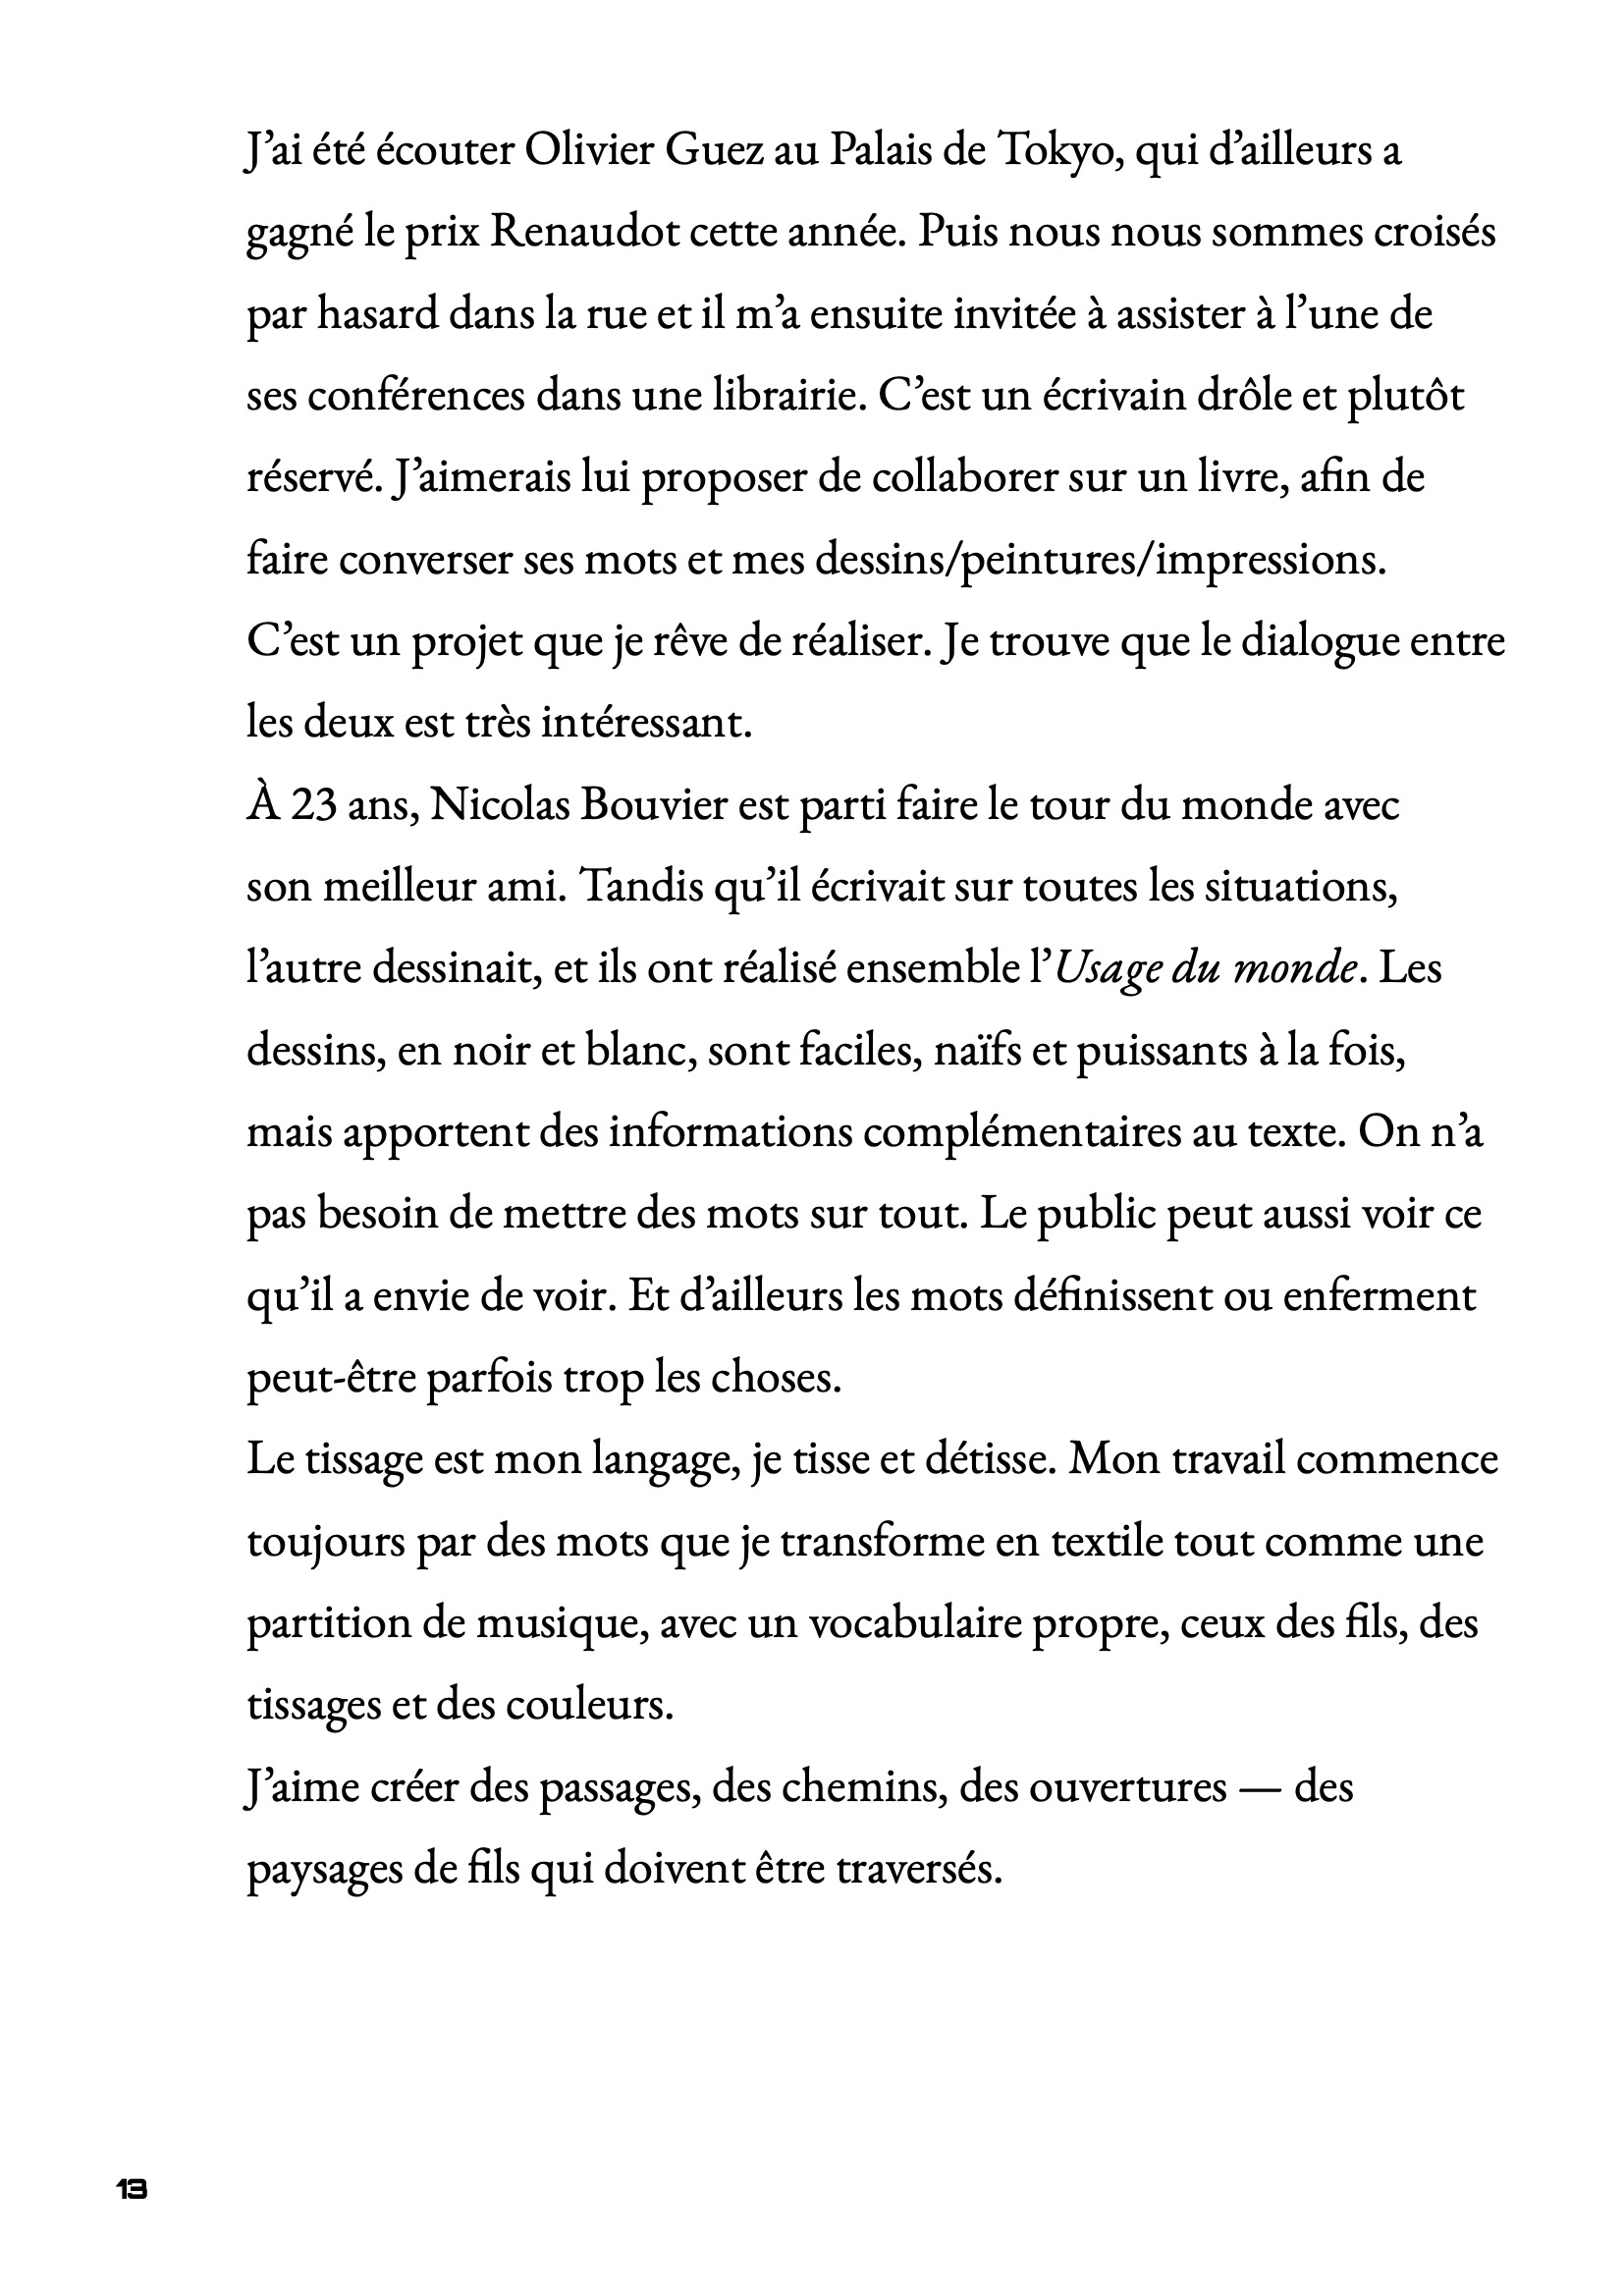 J’ai été écouter Olivier Guez au Palais de Tokyo, qui d’ailleurs a
gagné le prix Renaudot cette année. Puis nous nous sommes croisés
par hasard dans la rue et il m’a ensuite invitée à assister à l’une de
ses conférences dans une librairie. C’est un écrivain drôle et plutôt
réservé. J’aimerais lui proposer de collaborer sur un livre, afin de
faire converser ses mots et mes dessins/peintures/impressions.
C’est un projet que je rêve de réaliser. Je trouve que le dialogue entre
les deux est très intéressant.
À 23 ans, Nicolas Bouvier est parti faire le tour du monde avec
son meilleur ami. Tandis qu’il écrivait sur toutes les situations,
l’autre dessinait, et ils ont réalisé ensemble l’Usage du monde. Les
dessins, en noir et blanc, sont faciles, naïfs et puissants à la fois,
mais apportent des informations complémentaires au texte. On n’a
pas besoin de mettre des mots sur tout. Le public peut aussi voir ce
qu’il a envie de voir. Et d’ailleurs les mots définissent ou enferment
peut-être parfois trop les choses.
Le tissage est mon langage, je tisse et détisse. Mon travail commence
toujours par des mots que je transforme en textile tout comme une
partition de musique, avec un vocabulaire propre, ceux des fils, des
tissages et des couleurs.
J’aime créer des passages, des chemins, des ouvertures — des
paysages de fils qui doivent être traversés.
13